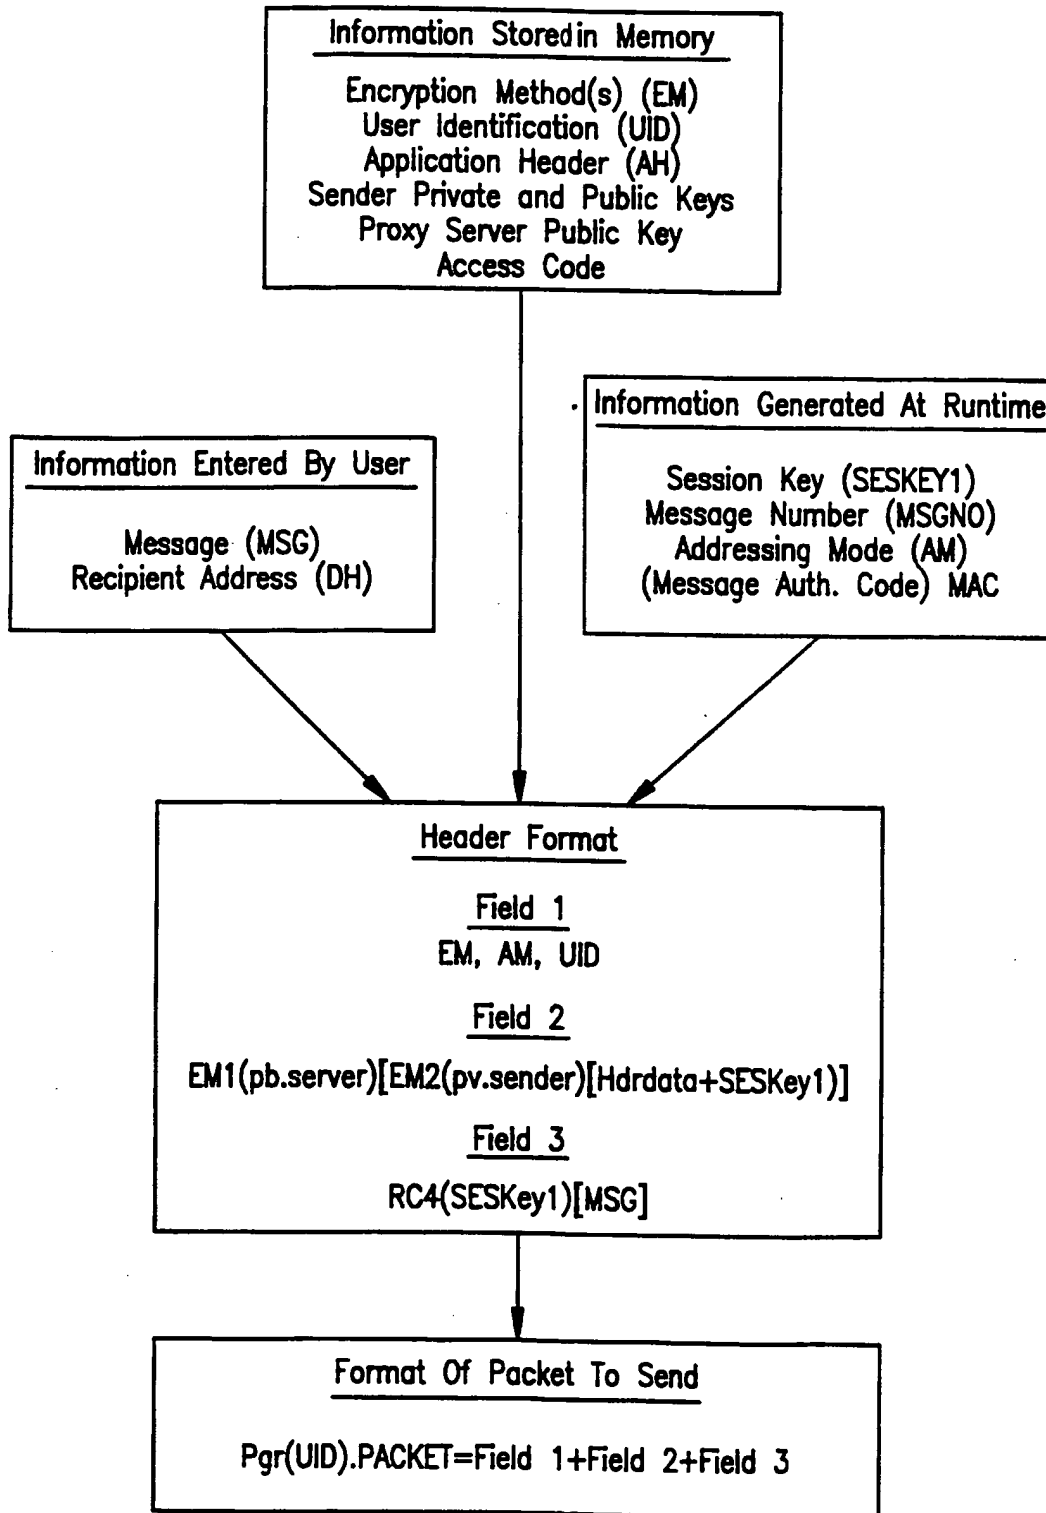 Information Stored in Memory
Encryption Method(s) (EM)
User Identification (UID)
Application Header (AH)
Sender Private and Public Keys
Proxy Server Public Key
Access Code
Information Generated At Runtime
Session Key (SESKEY1)
Message Number (MSGNO)
Addressing Mode (AM)
(Message Auth. Code) MAC
Information Entered By User
Message (MSG)
Recipient Address (DH)
Header Format
Field 1
EM, AM, UID
Field 2
EM1(pb.server)[EM2(pv.sender)[Hdrdata+SESKey1)]
Field 3
RC4(SESKey1)[MSG]
Format Of Packet To Send
Pgr(UID).PACKET=Field 1+Field 2+Field 3